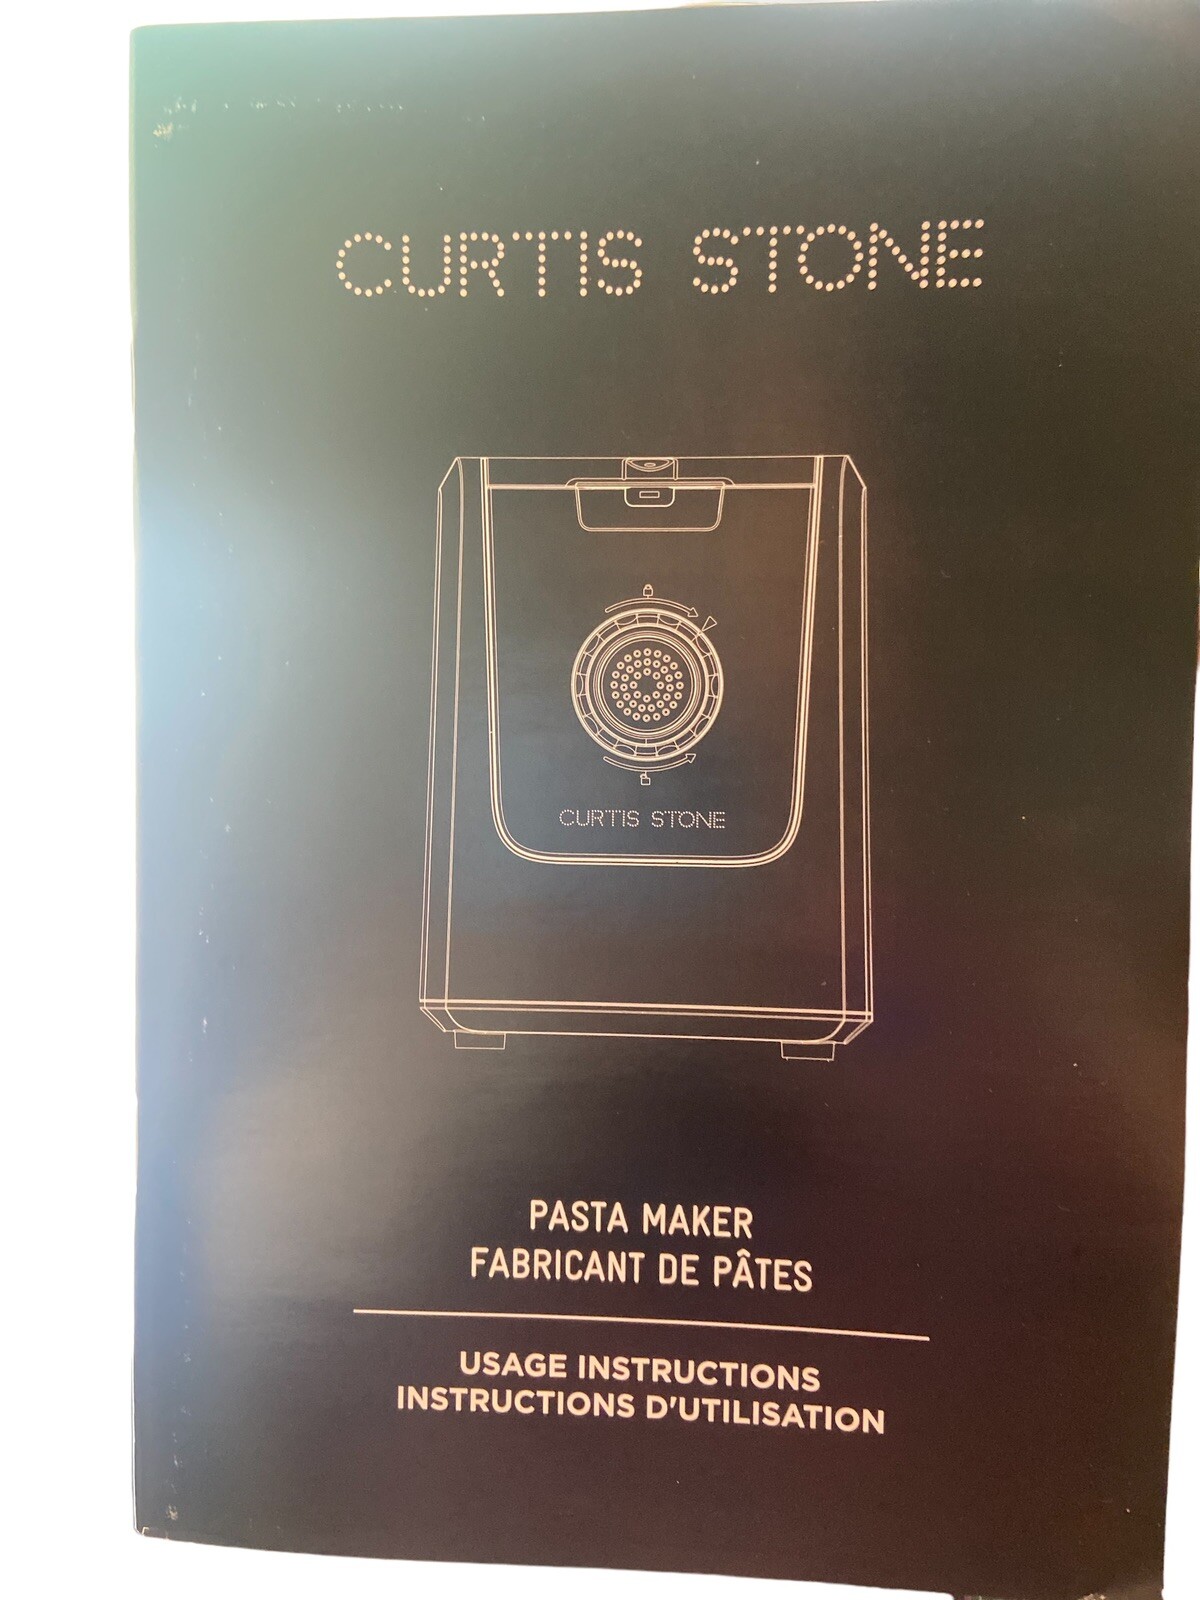 CURTIS STONE
CURTIS STONE
PASTA MAKER
FABRICANT DE PÂTES
USAGE INSTRUCTIONS
INSTRUCTIONS D'UTILISATION